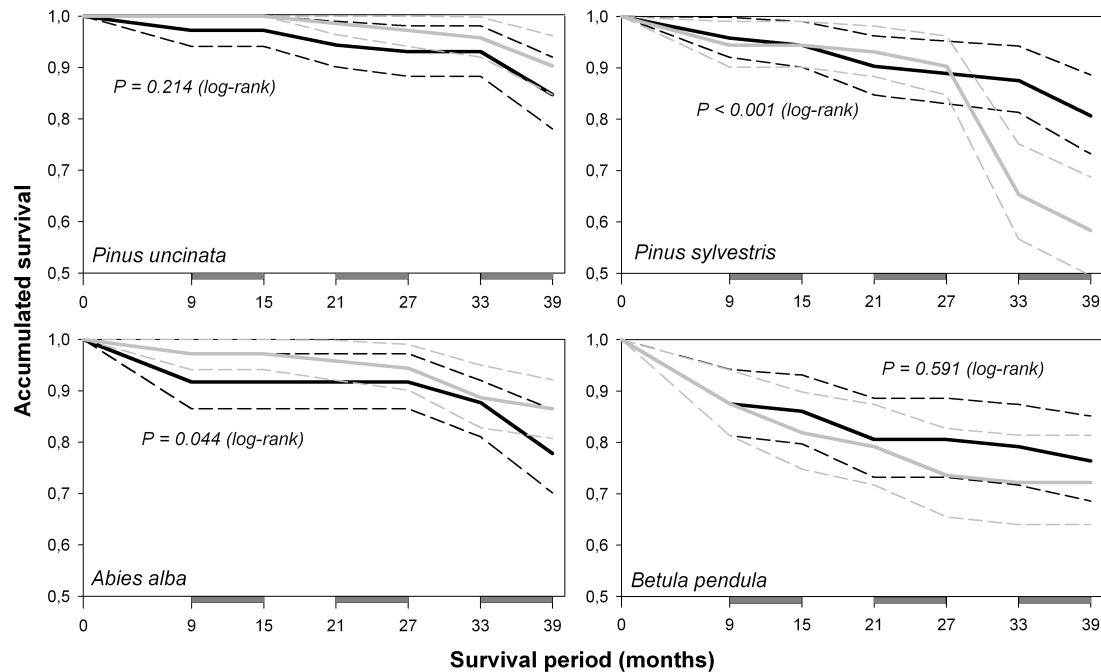 Accumulated survival
1,0
0,9
0,8
0,7
0,6
0,5
P = 0.214 (log-rank)
Pinus uncinata
0 9 15 21 27 33 39
1,0
0,9
0,8
0,7
0,6
0,5
P < 0.001 (log-rank)
Pinus sylvestris
0 9 15 21 27 33 39
1,0
0,9
0,8
0,7
0,6
0,5
P = 0.044 (log-rank)
Abies alba
0 9 15 21 27 33 39
1,0
0,9
0,8
0,7
0,6
0,5
P = 0.591 (log-rank)
Betula pendula
0 9 15 21 27 33 39
Survival period (months)